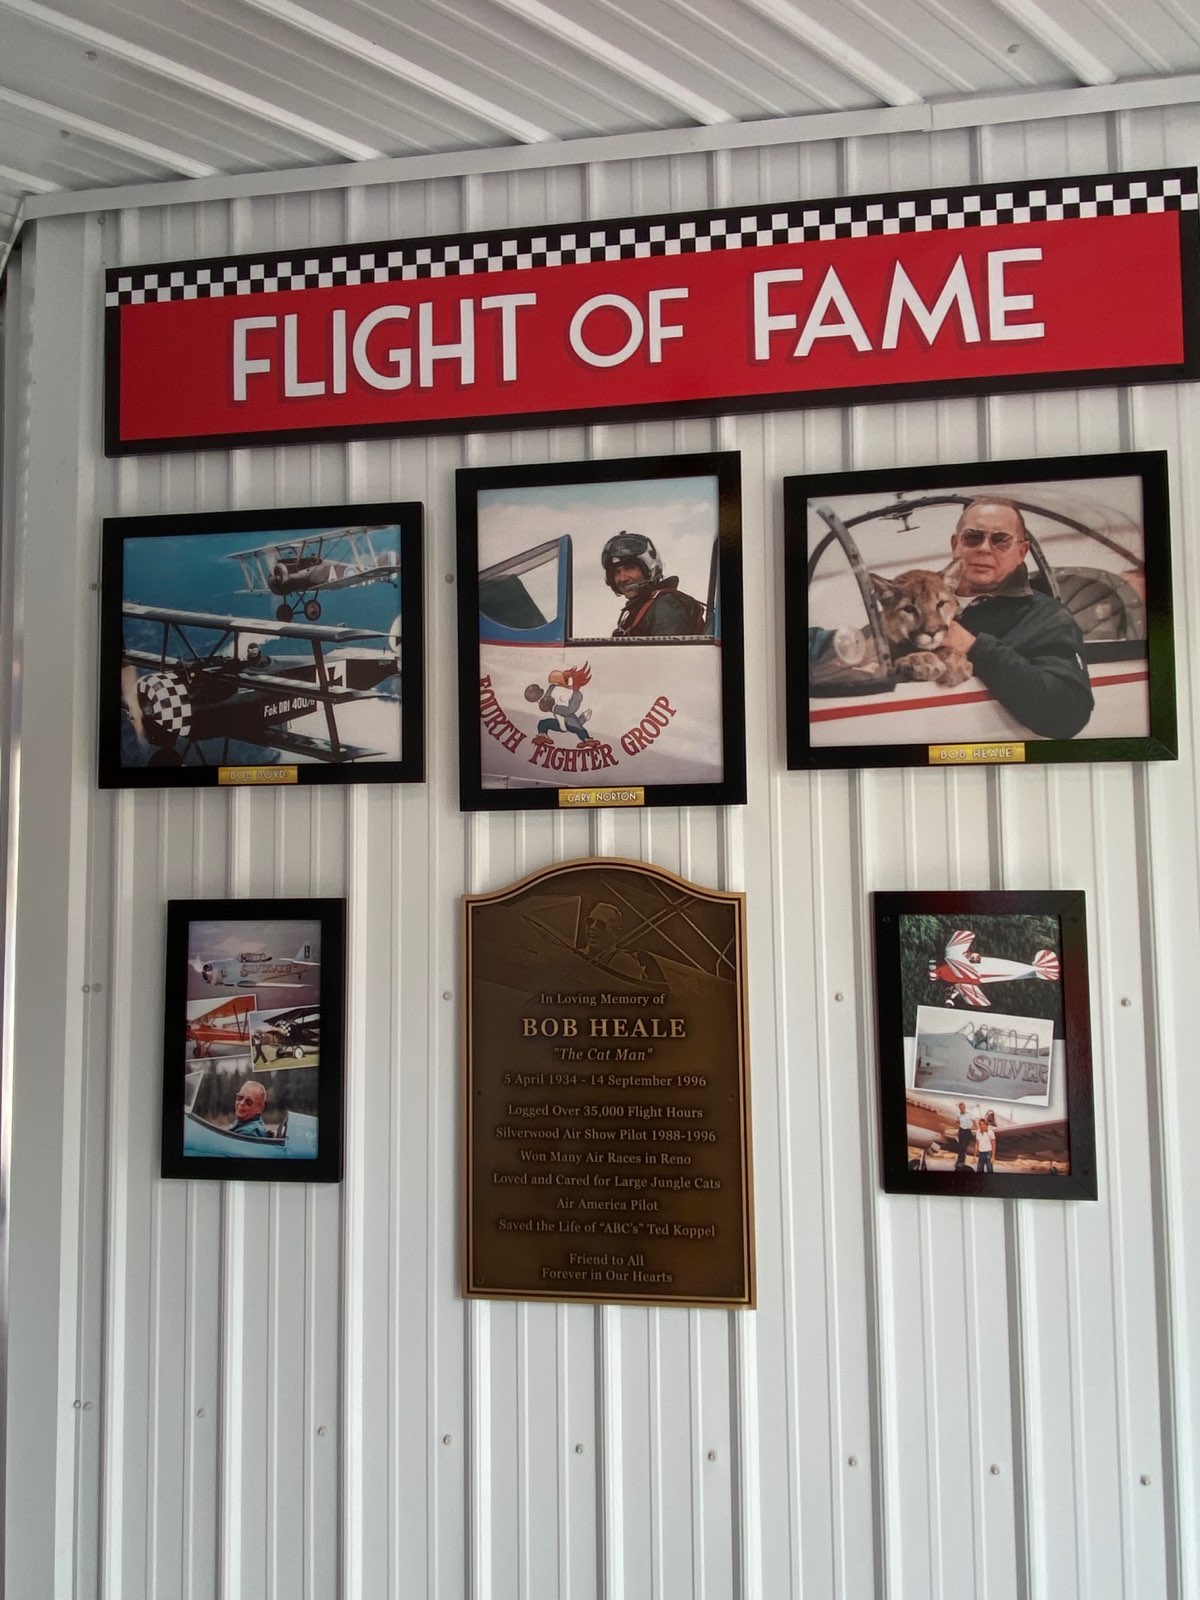 FLIGHT OF FAME
Fok DRI 400/
BOB BOYD
FOURTH FIGHTER GROUP
GARY NORTON
BOB HEALE
In Loving Memory of
BOB HEALE
"The Cat Man"
5 April 1934 - 14 September 1996
Logged Over 35,000 Flight Hours
Silverwood Air Show Pilot 1988-1996
Won Many Air Races in Reno
Loved and Cared for Large Jungle Cats
Air America Pilot
Saved the Life of "ABC's" Ted Koppel
Friend to All
Forever in Our Hearts
SILVER